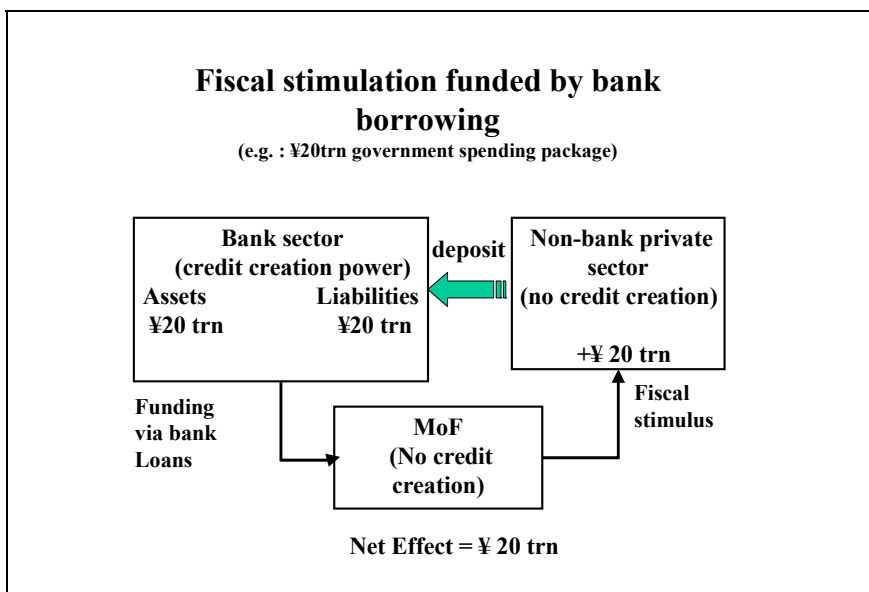 Fiscal stimulation funded by bank
borrowing
(e.g. : ¥20trn government spending package)
Bank sector
(credit creation power)
Assets Liabilities
¥20 trn ¥20 trn
deposit
Non-bank private
sector
(no credit creation)
+¥ 20 trn
Funding
via bank
Loans
MoF
(No credit
creation)
Fiscal
stimulus
Net Effect = ¥ 20 trn